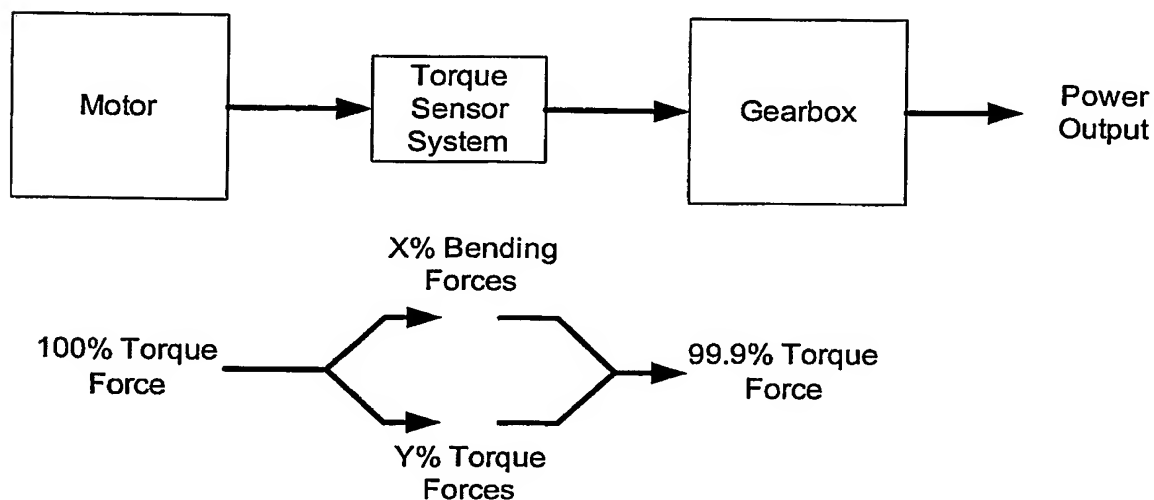 Motor
Torque
Sensor
System
Gearbox
Power
Output
X% Bending
Forces
100% Torque
Force
99.9% Torque
Force
Y% Torque
Forces